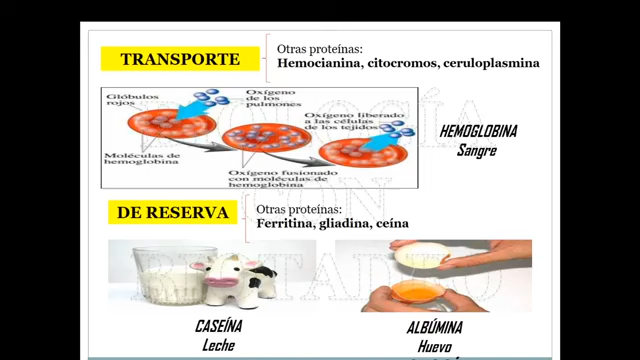 TRANSPORTE
Otras proteínas:
Hemocianina, citocromos, ceruloplasmina
Glóbulos
rojos
Oxígeno
de los
pulmones
Oxígeno liberado
a las células
de los tejidos
Moléculas de
hemoglobina
Oxígeno fusionado
con moléculas de
hemoglobina
HEMOGLOBINA
Sangre
DE RESERVA
Otras proteínas:
Ferritina, gliadina, ceína
CASEÍNA
Leche
ALBÚMINA
Huevo